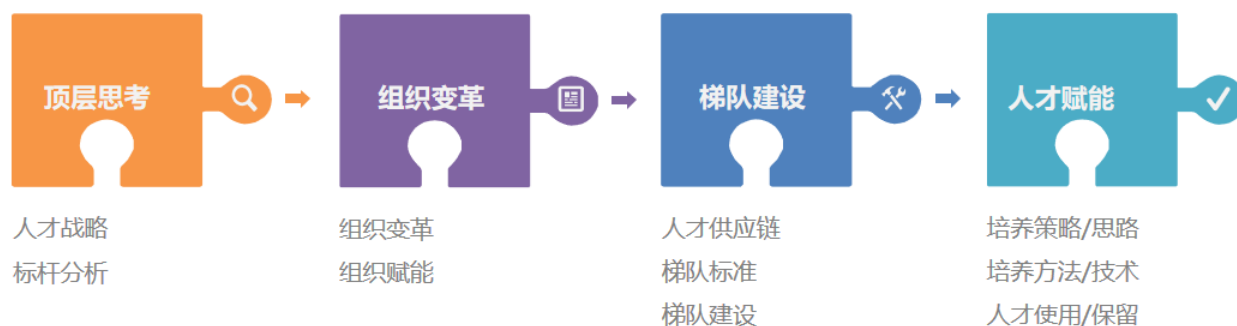 顶层思考
组织变革
梯队建设
人才赋能
人才战略
标杆分析
组织变革
组织赋能
人才供应链
梯队标准
梯队建设
培养策略/思路
培养方法/技术
人才使用/保留